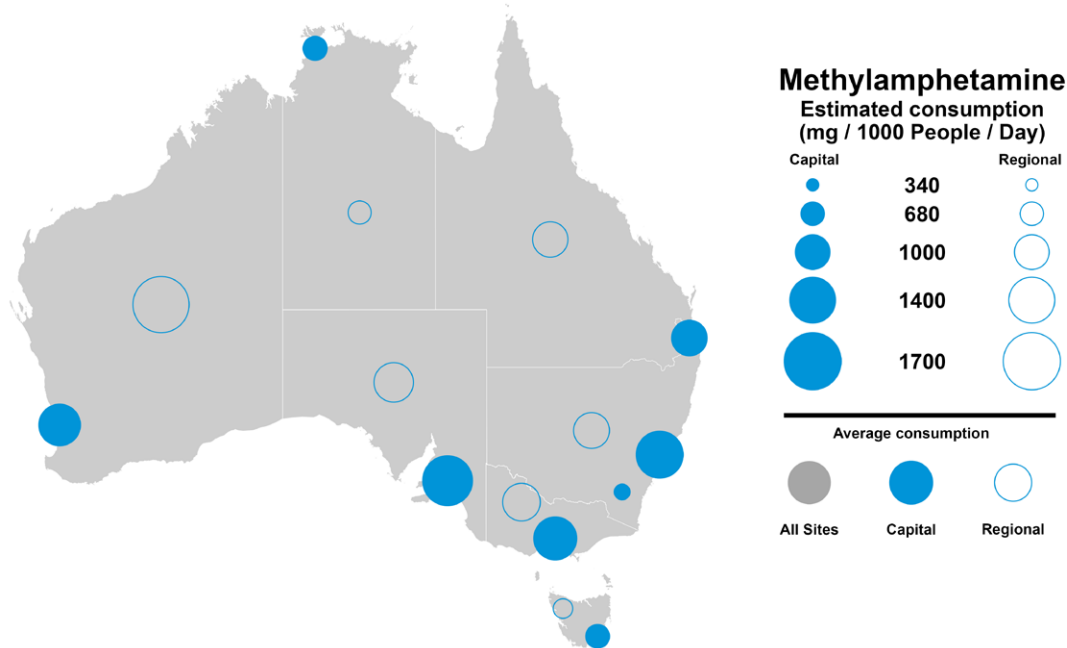 Methylamphetamine
Estimated consumption
(mg / 1000 People / Day)
Capital Regional
340
680
1000
1400
1700
Average consumption
All Sites Capital Regional